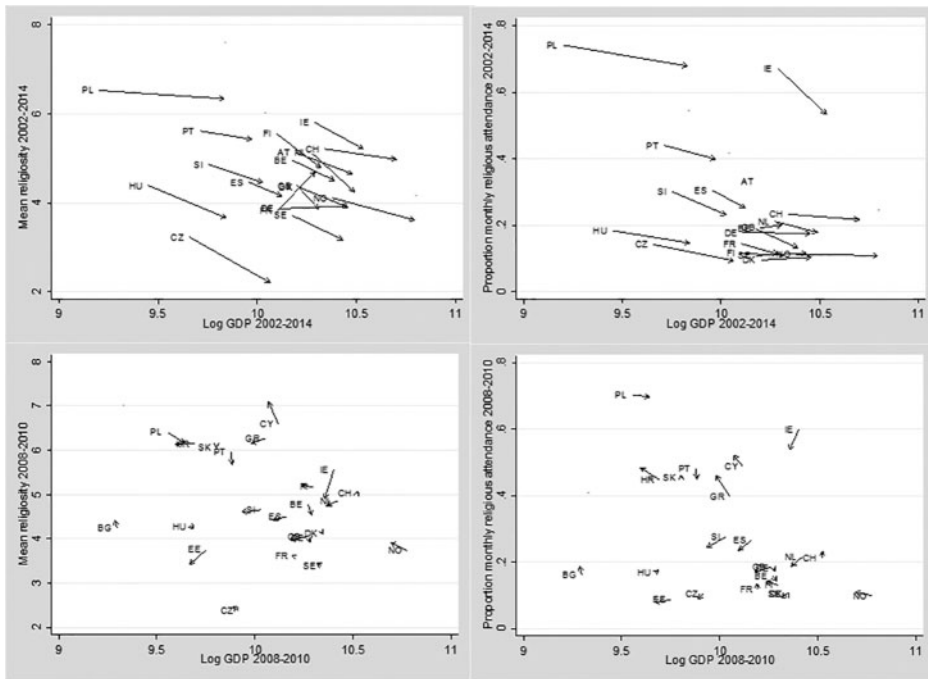 Mean religiosity 2002-2014
8
6
4
2
PL
PT
SI
HU
ES
CZ
FI
IE
AT
CH
BE
NO
SE
9
9.5
10
10.5
11
Log GDP 2002-2014
Proportion monthly religious attendance 2002-2014
.8
.6
.4
.2
0
PL
IE
PT
AT
SI
ES
CH
NL
HU
DE
CZ
FR
FI
DK
9
9.5
10
10.5
11
Log GDP 2002-2014
Mean religiosity 2008-2010
8
7
6
5
4
3
2
CY
PL
GR
SK
PT
IE
CH
BE
SI
ES
BG
HU
DK
EE
FR
NO
SE
CZ
9
9.5
10
10.5
11
Log GDP 2008-2010
Proportion monthly religious attendance 2008-2010
.8
.6
.4
.2
0
PL
IE
CY
PT
HR
SK
GR
SI
ES
NL
CH
BG
HU
BE
FR
CZ
EE
NO
9
9.5
10
10.5
11
Log GDP 2008-2010